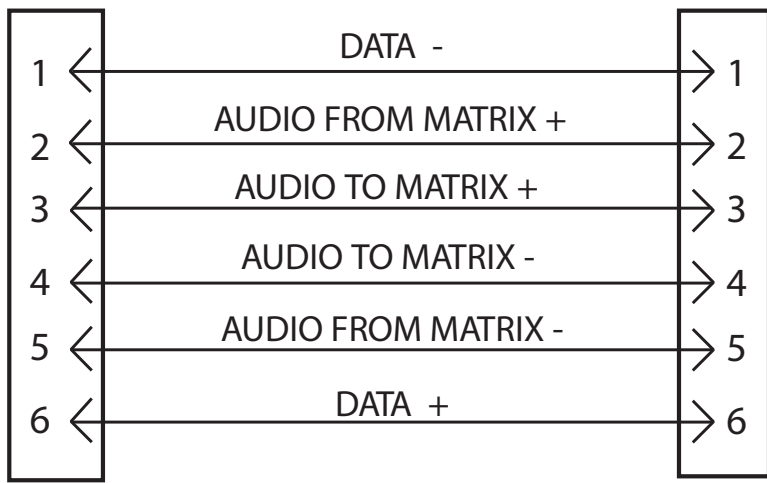 DATA -
1 1
AUDIO FROM MATRIX +
2 2
AUDIO TO MATRIX +
3 3
AUDIO TO MATRIX -
4 4
AUDIO FROM MATRIX -
5 5
DATA +
6 6